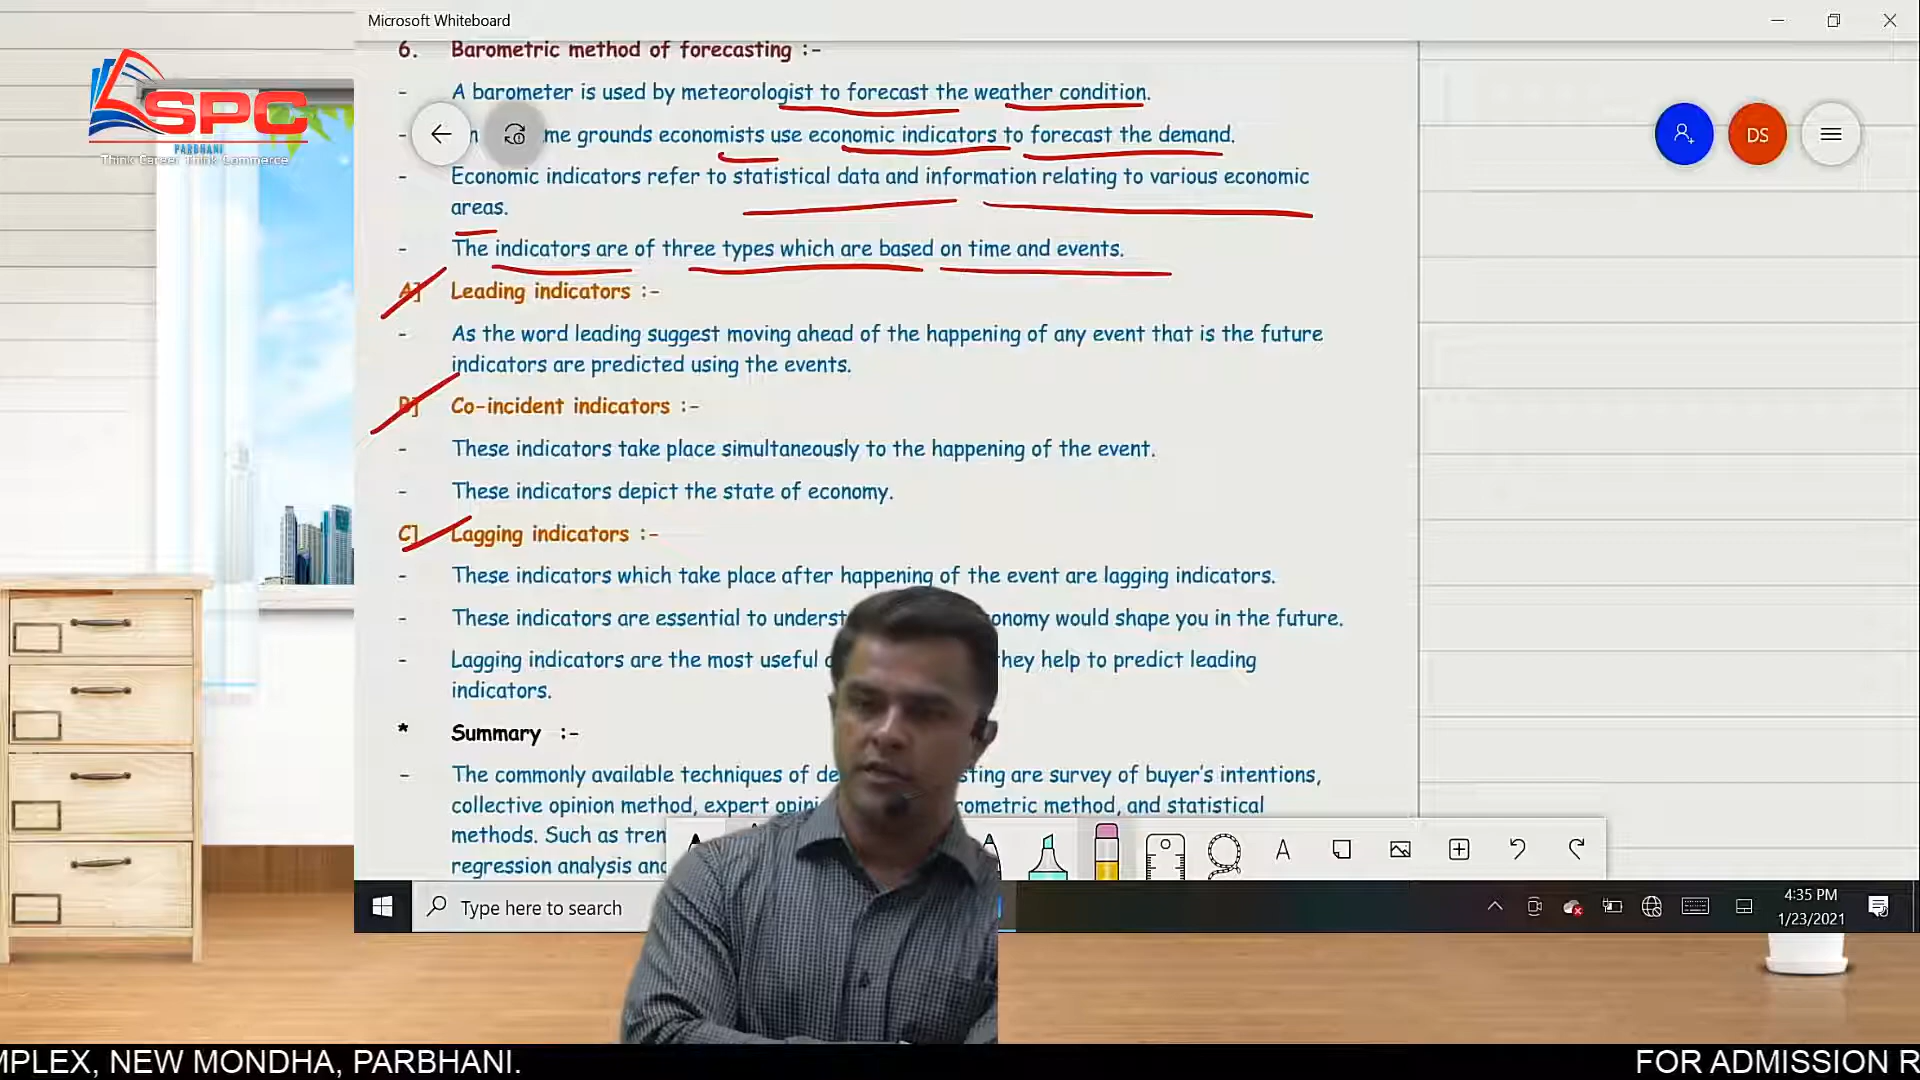 Microsoft Whiteboard
6. Barometric method of forecasting :-
- A barometer is used by meteorologist to forecast the weather condition.
- me grounds economists use economic indicators to forecast the demand.
- Economic indicators refer to statistical data and information relating to various economic
areas.
- The indicators are of three types which are based on time and events.
A] Leading indicators :-
- As the word leading suggest moving ahead of the happening of any event that is the future
indicators are predicted using the events.
B] Co-incident indicators :-
- These indicators take place simultaneously to the happening of the event.
- These indicators depict the state of economy.
C] Lagging indicators :-
- These indicators which take place after happening of the event are lagging indicators.
- These indicators are essential to underst onomy would shape you in the future.
- Lagging indicators are the most useful they help to predict leading
indicators.
* Summary :-
- The commonly available techniques of de sting are survey of buyer's intentions,
collective opinion method, expert opini rometric method, and statistical
methods. Such as tren
regression analysis and
SPC
PARBHANI
Think Career Think Commerce
DS
A
Type here to search
4:35 PM
1/23/2021
MPLEX, NEW MONDHA, PARBHANI. FOR ADMISSION R